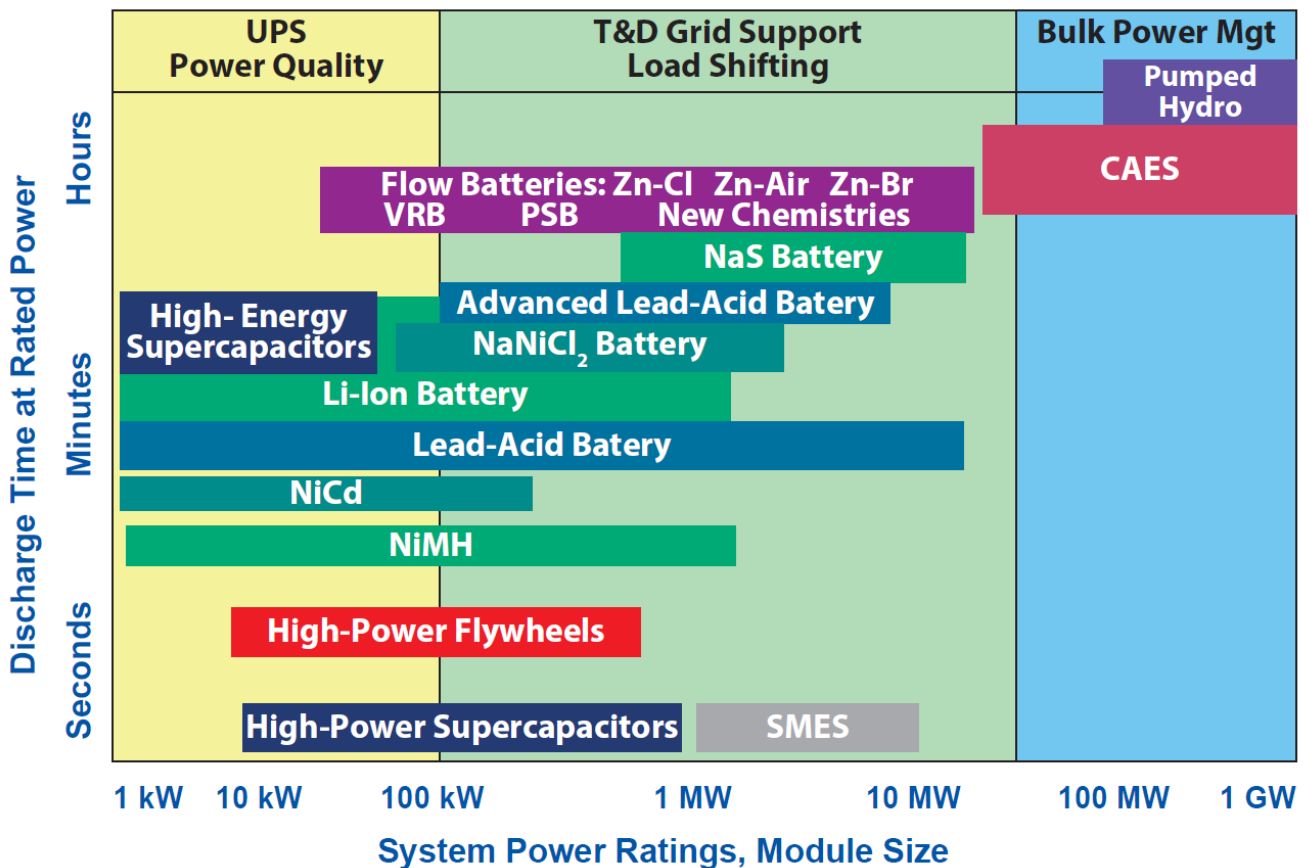 UPS
Power Quality
T&D Grid Support
Load Shifting
Bulk Power Mgt
Pumped
Hydro
CAES
Flow Batteries: Zn-Cl Zn-Air Zn-Br
VRB PSB New Chemistries
NaS Battery
Advanced Lead-Acid Batery
High- Energy
Supercapacitors
NaNiCl₂ Battery
Li-Ion Battery
Lead-Acid Batery
NiCd
NiMH
High-Power Flywheels
High-Power Supercapacitors
SMES
Discharge Time at Rated Power
Hours
Minutes
Seconds
1 kW 10 kW 100 kW 1 MW 10 MW 100 MW 1 GW
System Power Ratings, Module Size